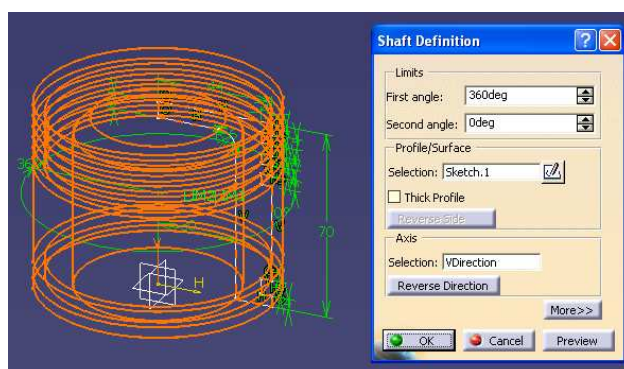 Shaft Definition
Limits
First angle: 360deg
Second angle: 0deg
Profile/Surface
Selection: Sketch.1
Thick Profile
Reverse Side
Axis
Selection: VDirection
Reverse Direction
More>>
OK Cancel Preview
70
H